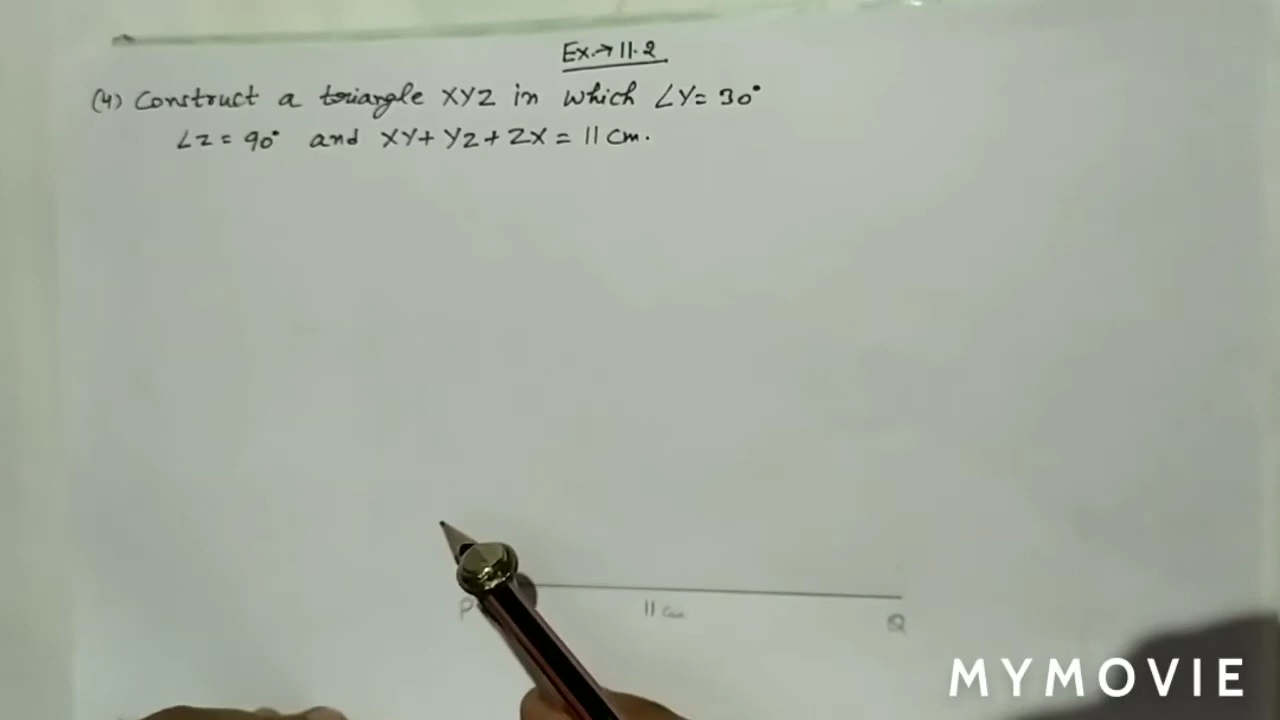 Ex.→11.2
(4) Construct a triangle XYZ in which ∠Y= 30°
∠Z= 90° and XY+YZ+ZX= 11 cm.
P 11 cm Q
MYMOVIE